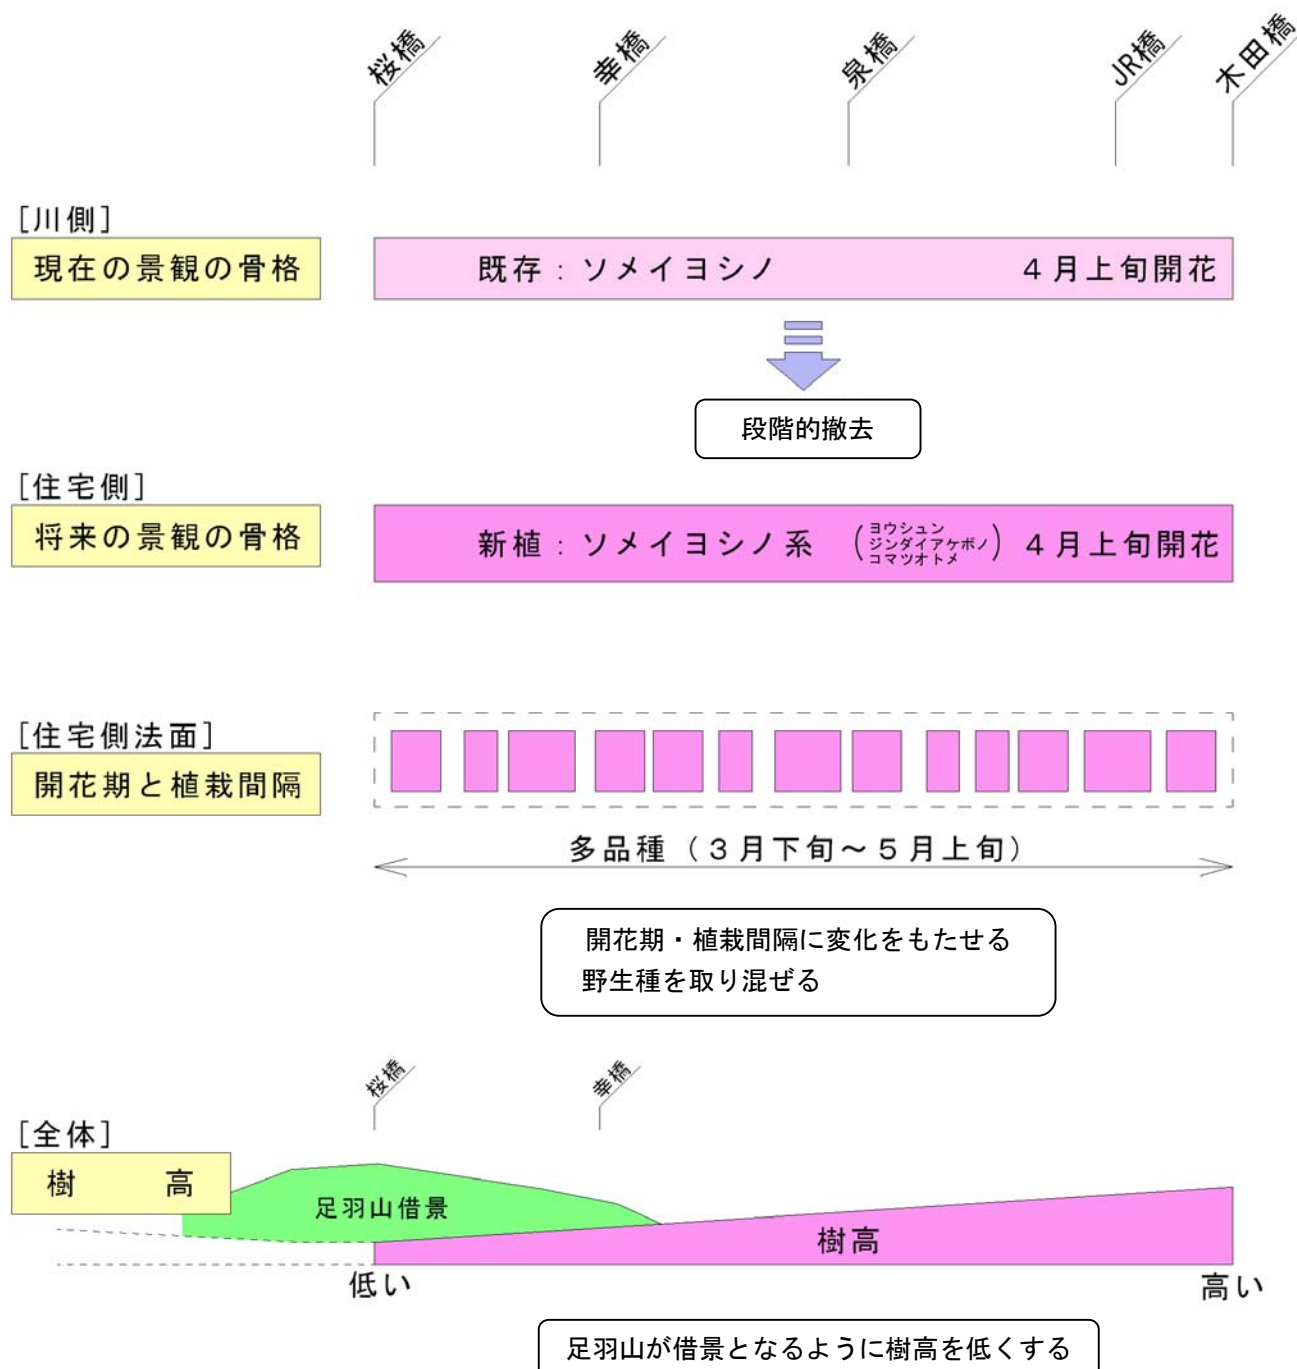 桜橋
幸橋
泉橋
JR橋
木田橋
[川側]
現在の景観の骨格
既存：ソメイヨシノ　４月上旬開花
段階的撤去
[住宅側]
将来の景観の骨格
新植：ソメイヨシノ系（ヨウシュン
ジンダイアケボノ
コマツオトメ）４月上旬開花
[住宅側法面]
開花期と植栽間隔
多品種（３月下旬～５月上旬）
開花期・植栽間隔に変化をもたせる
野生種を取り混ぜる
桜橋
幸橋
[全体]
樹　高
足羽山借景
樹高
低い
高い
足羽山が借景となるように樹高を低くする